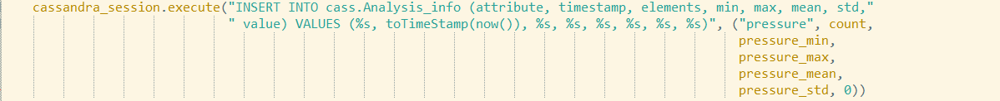 cassandra_session.execute("INSERT INTO cass.Analysis_info (attribute, timestamp, elements, min, max, mean, std,"
" value) VALUES (%s, toTimeStamp(now()), %s, %s, %s, %s, %s, %s)", ("pressure", count,
pressure_min,
pressure_max,
pressure_mean,
pressure_std, 0))